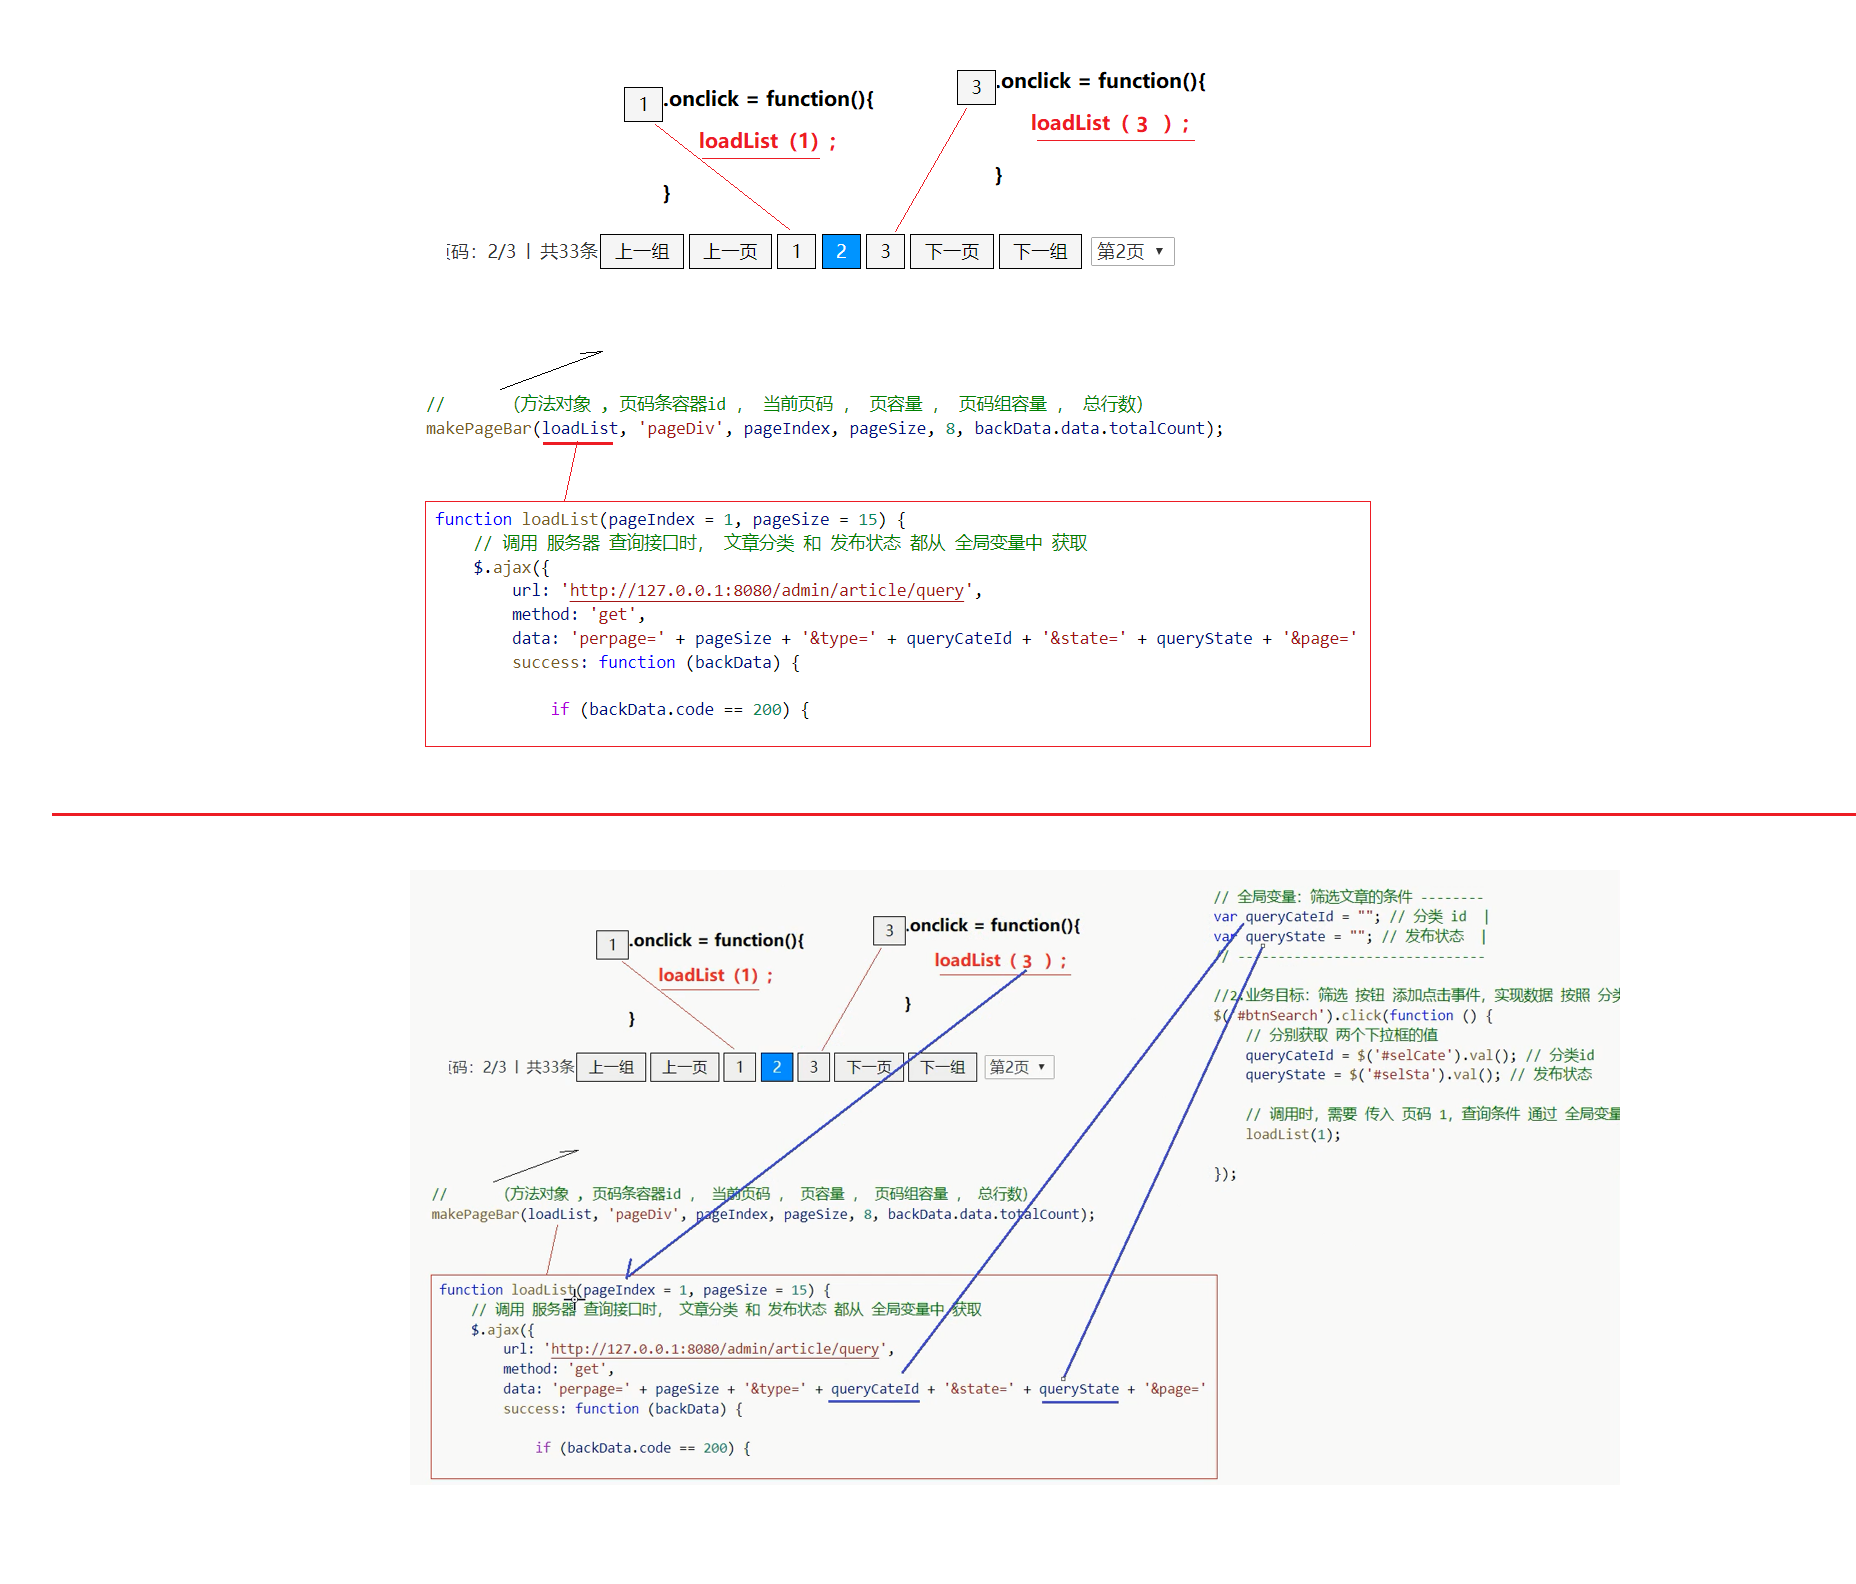 1 .onclick = function(){
loadList (1) ;
}
3 .onclick = function(){
loadList ( 3 ) ;
}
码: 2/3 | 共33条 上一组 上一页 1 2 3 下一页 下一组 第2页
// (方法对象 , 页码条容器id , 当前页码 , 页容量 , 页码组容量 , 总行数)
makePageBar(loadList, 'pageDiv', pageIndex, pageSize, 8, backData.data.totalCount);
function loadList(pageIndex = 1, pageSize = 15) {
// 调用 服务器 查询接口时, 文章分类 和 发布状态 都从 全局变量中 获取
$.ajax({
url: 'http://127.0.0.1:8080/admin/article/query',
method: 'get',
data: 'perpage=' + pageSize + '&type=' + queryCateId + '&state=' + queryState + '&page='
success: function (backData) {
if (backData.code == 200) {
1 .onclick = function(){
loadList (1) ;
}
3 .onclick = function(){
loadList ( 3 ) ;
}
码: 2/3 | 共33条 上一组 上一页 1 2 3 下一页 下一组 第2页
// (方法对象 , 页码条容器id , 当前页码 , 页容量 , 页码组容量 , 总行数)
makePageBar(loadList, 'pageDiv', pageIndex, pageSize, 8, backData.data.totalCount);
function loadList(pageIndex = 1, pageSize = 15) {
// 调用 服务器 查询接口时, 文章分类 和 发布状态 都从 全局变量中 获取
$.ajax({
url: 'http://127.0.0.1:8080/admin/article/query',
method: 'get',
data: 'perpage=' + pageSize + '&type=' + queryCateId + '&state=' + queryState + '&page='
success: function (backData) {
if (backData.code == 200) {
// 全局变量: 筛选文章的条件 --------
var queryCateId = ""; // 分类 id |
var queryState = ""; // 发布状态 |
// -------------------------------
//2.业务目标: 筛选 按钮 添加点击事件, 实现数据 按照 分类
$('#btnSearch').click(function () {
// 分别获取 两个下拉框的值
queryCateId = $('#selCate').val(); // 分类id
queryState = $('#selSta').val(); // 发布状态
// 调用时, 需要 传入 页码 1, 查询条件 通过 全局变量
loadList(1);
});